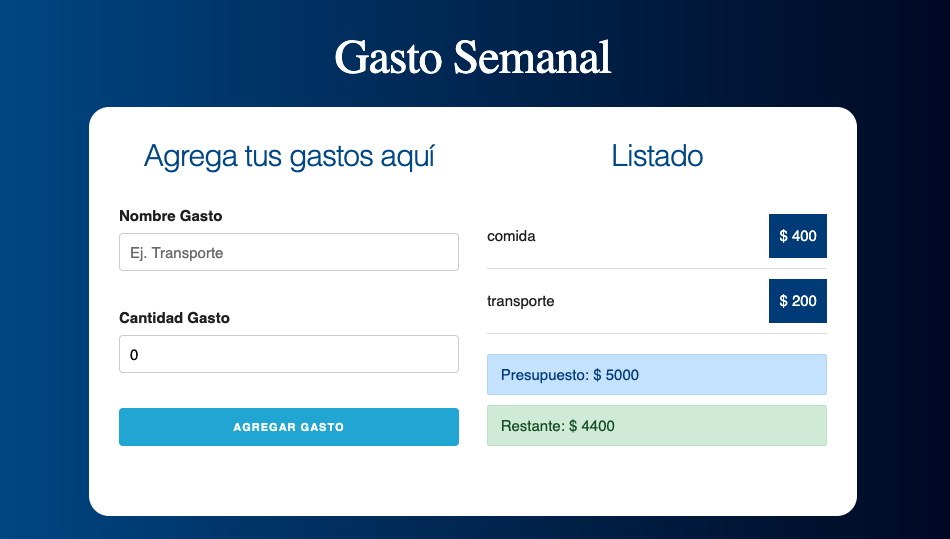 Gasto Semanal
Agrega tus gastos aquí
Nombre Gasto
Ej. Transporte
Cantidad Gasto
0
AGREGAR GASTO
Listado
comida $ 400
transporte $ 200
Presupuesto: $ 5000
Restante: $ 4400